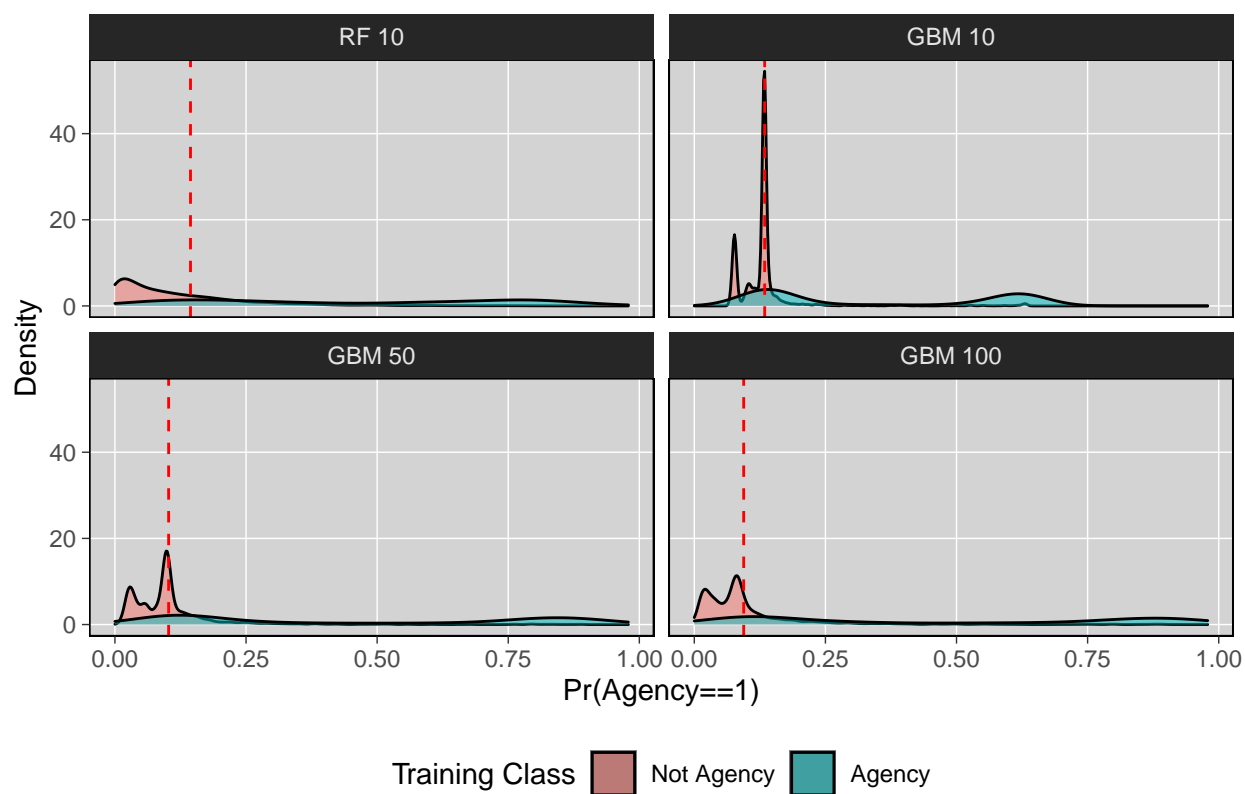 RF 10
GBM 10
40
20
0
Density
GBM 50
GBM 100
40
20
0
0.00 0.25 0.50 0.75 1.00 0.00 0.25 0.50 0.75 1.00
Pr(Agency==1)
Training Class Not Agency Agency